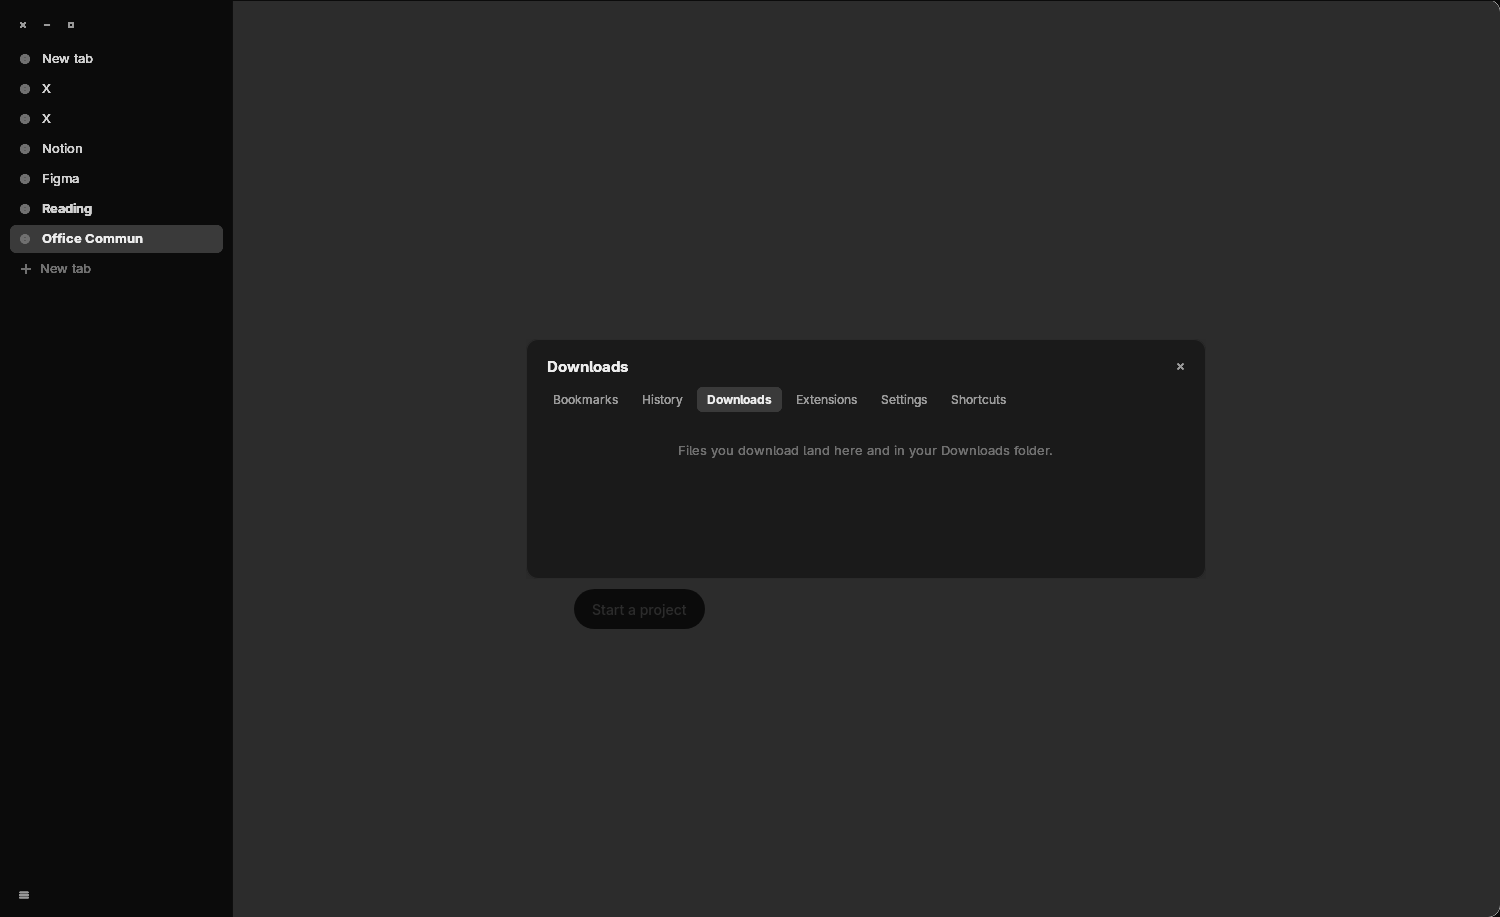 New tab
X
X
Notion
Figma
Reading
Office Commun
New tab
Downloads
Bookmarks History Downloads Extensions Settings Shortcuts
Files you download land here and in your Downloads folder.
Start a project